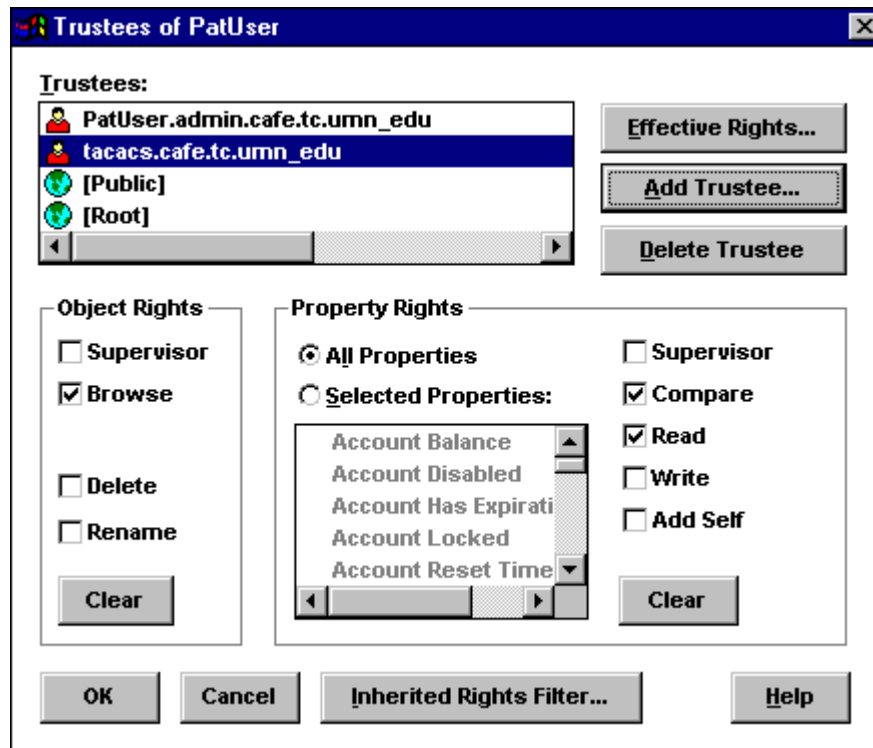 Trustees of PatUser
Trustees:
PatUser.admin.cafe.tc.umn_edu
tacacs.cafe.tc.umn_edu
[Public]
[Root]
Effective Rights...
Add Trustee...
Delete Trustee
Object Rights
Supervisor
Browse
Delete
Rename
Clear
Property Rights
All Properties
Selected Properties:
Account Balance
Account Disabled
Account Has Expirati
Account Locked
Account Reset Time
Supervisor
Compare
Read
Write
Add Self
Clear
OK
Cancel
Inherited Rights Filter...
Help